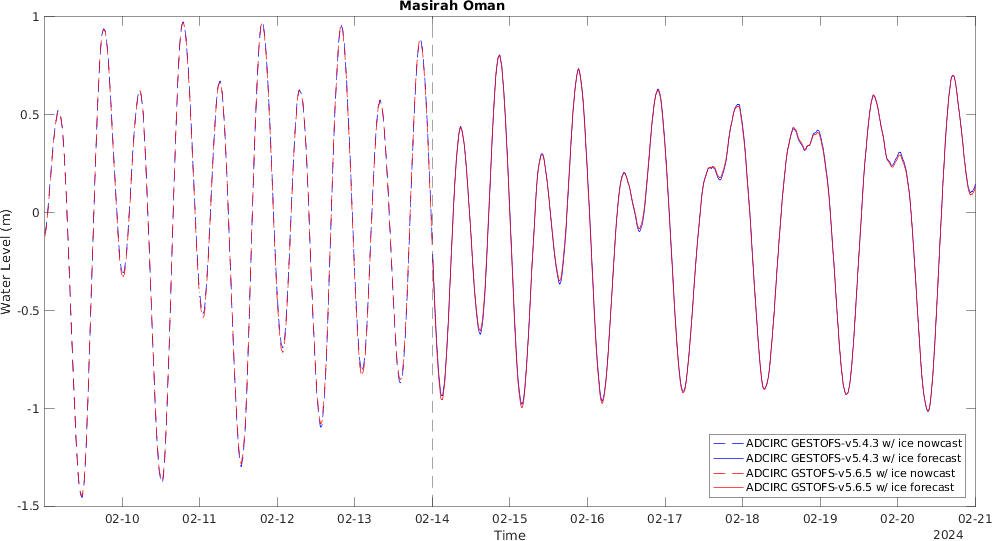 Masirah Oman
1
0.5
0
-0.5
-1
-1.5
Water Level (m)
02-10 02-11 02-12 02-13 02-14 02-15 02-16 02-17 02-18 02-19 02-20 02-21
Time
2024
ADCIRC GESTOFS-v5.4.3 w/ ice nowcast
ADCIRC GESTOFS-v5.4.3 w/ ice forecast
ADCIRC GSTOFS-v5.6.5 w/ ice nowcast
ADCIRC GSTOFS-v5.6.5 w/ ice forecast